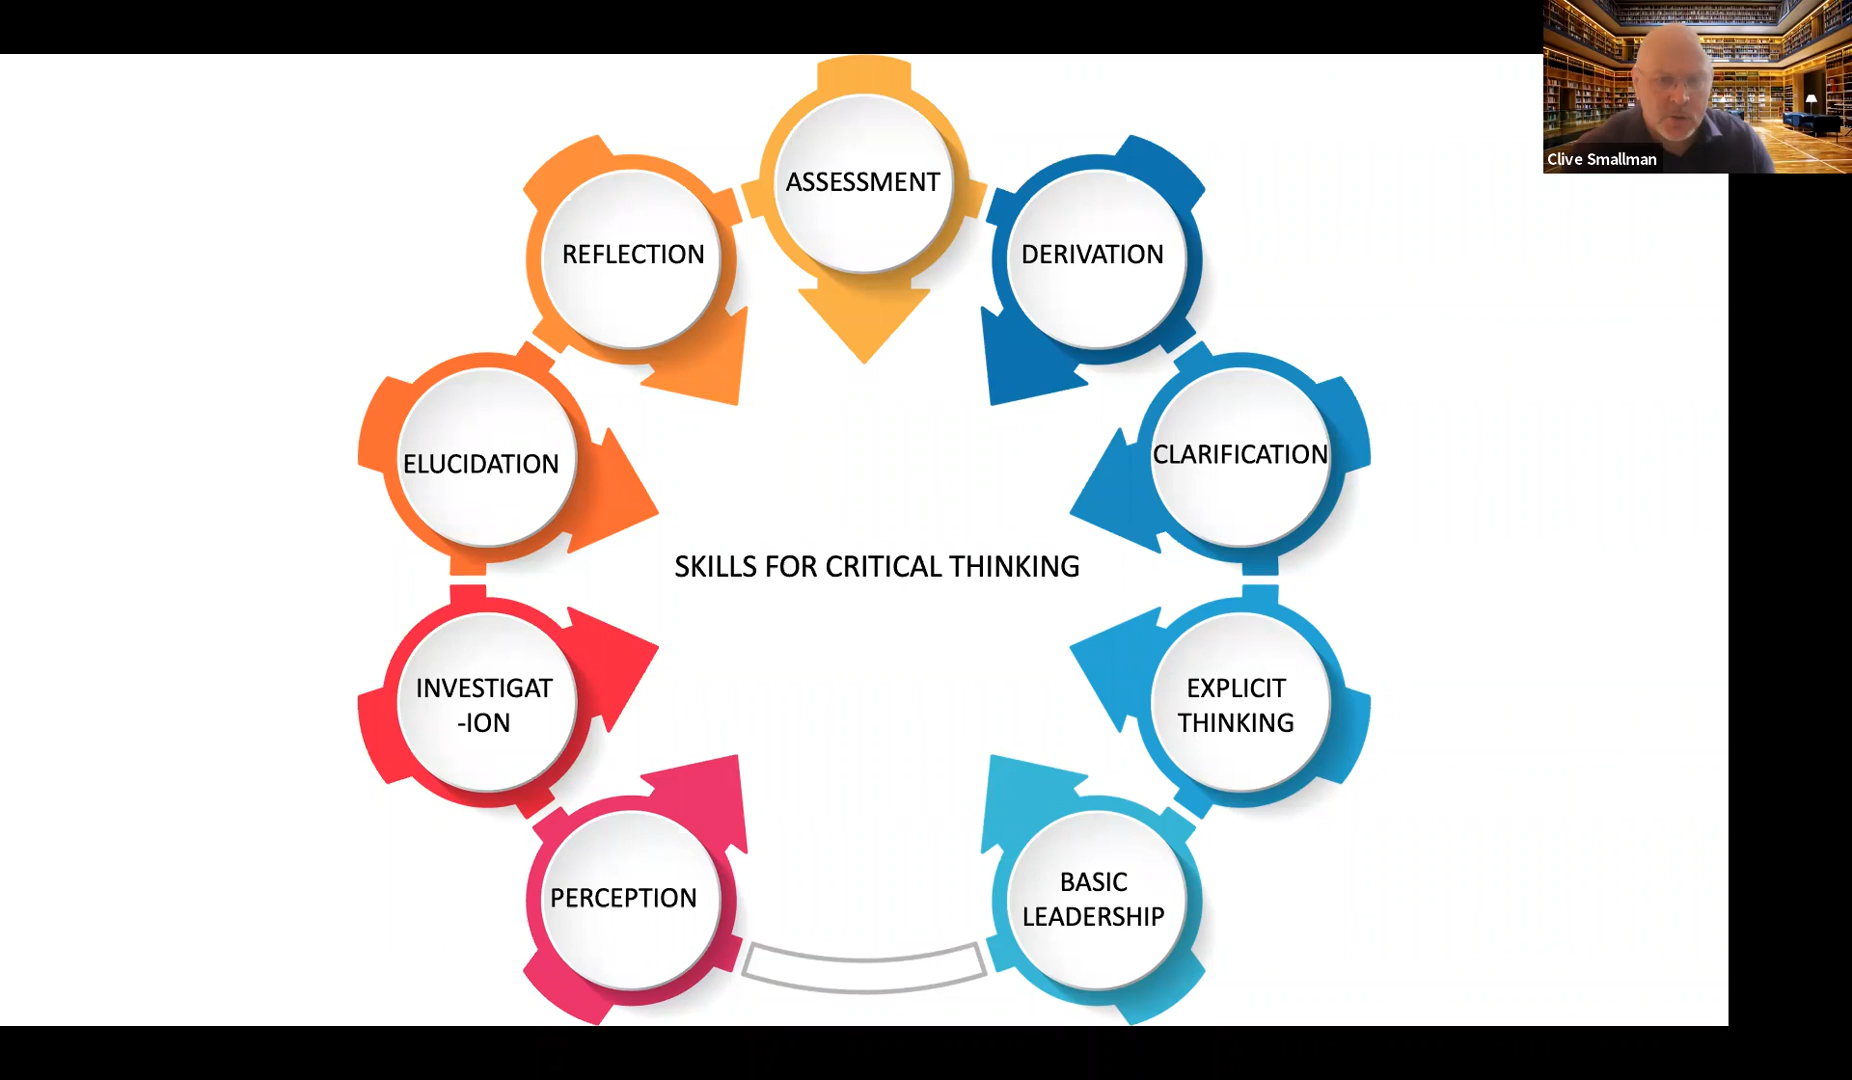 Clive Smallman
ASSESSMENT
REFLECTION
DERIVATION
ELUCIDATION
CLARIFICATION
SKILLS FOR CRITICAL THINKING
INVESTIGAT
-ION
EXPLICIT
THINKING
PERCEPTION
BASIC
LEADERSHIP